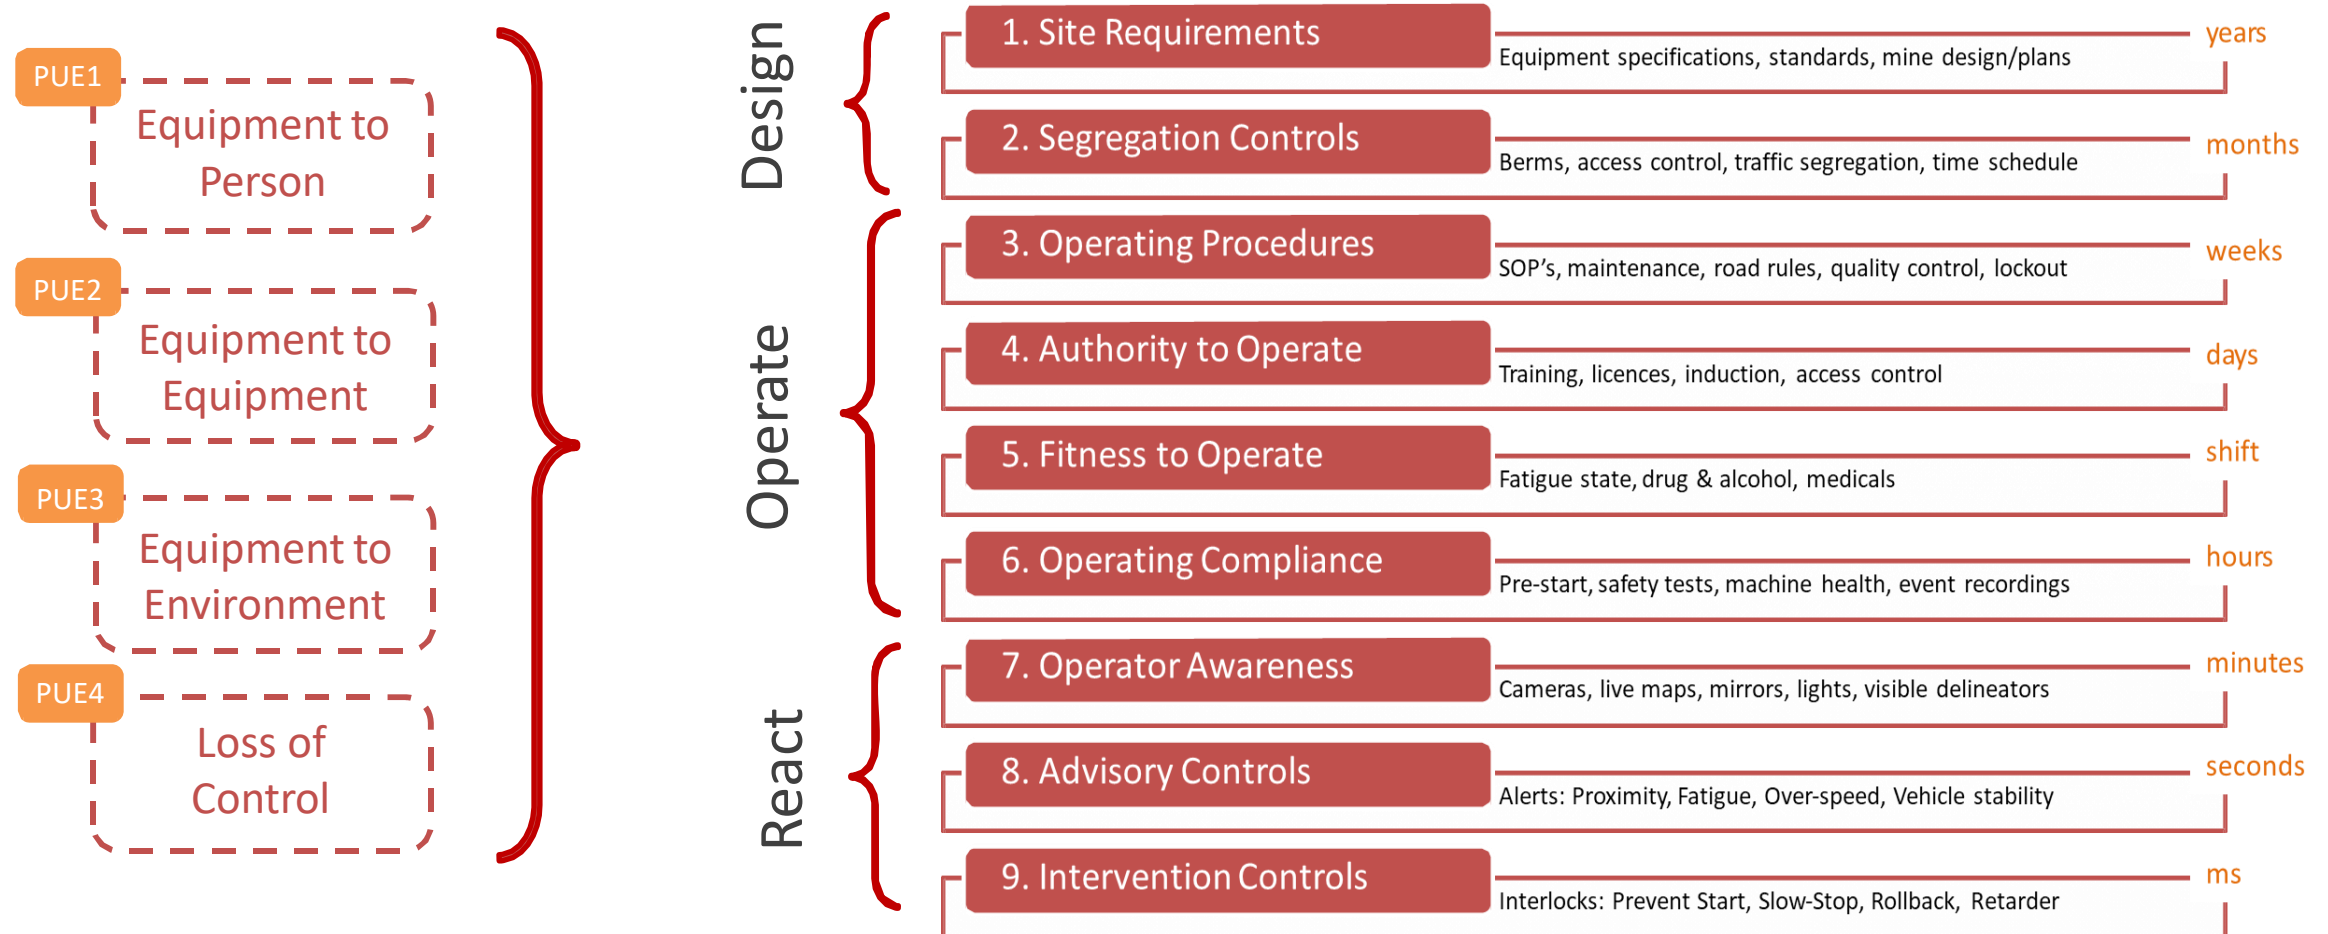 PUE1
Equipment to
Person
PUE2
Equipment to
Equipment
PUE3
Equipment to
Environment
PUE4
Loss of
Control
Design
1. Site Requirements
Equipment specifications, standards, mine design/plans
years
2. Segregation Controls
Berms, access control, traffic segregation, time schedule
months
Operate
3. Operating Procedures
SOP's, maintenance, road rules, quality control, lockout
weeks
4. Authority to Operate
Training, licences, induction, access control
days
5. Fitness to Operate
Fatigue state, drug & alcohol, medicals
shift
6. Operating Compliance
Pre-start, safety tests, machine health, event recordings
hours
React
7. Operator Awareness
Cameras, live maps, mirrors, lights, visible delineators
minutes
8. Advisory Controls
Alerts: Proximity, Fatigue, Over-speed, Vehicle stability
seconds
9. Intervention Controls
Interlocks: Prevent Start, Slow-Stop, Rollback, Retarder
ms